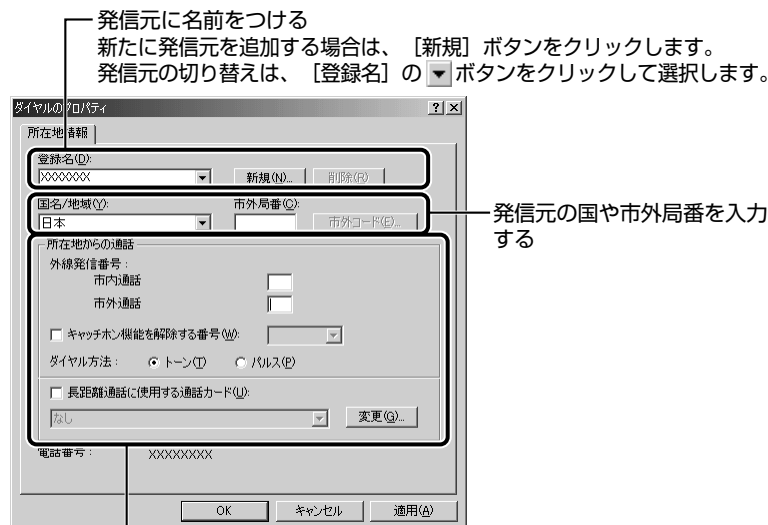 発信元に名前をつける
新たに発信元を追加する場合は、［新規］ボタンをクリックします。
発信元の切り替えは、［登録名］の ▼ ボタンをクリックして選択します。
ダイヤルのプロパティ
所在地情報
登録名(D):
XXXXXXX 新規(N)... 削除(R)
国名/地域(Y): 市外局番(C):
日本 市外コード(E)...
発信元の国や市外局番を入力
する
所在地からの通話
外線発信番号：
市内通話
市外通話
キャッチホン機能を解除する番号(W):
ダイヤル方法： トーン(T) パルス(P)
長距離通話に使用する通話カード(U):
なし 変更(G)...
電話番号： XXXXXXXX
OK キャンセル 適用(A)